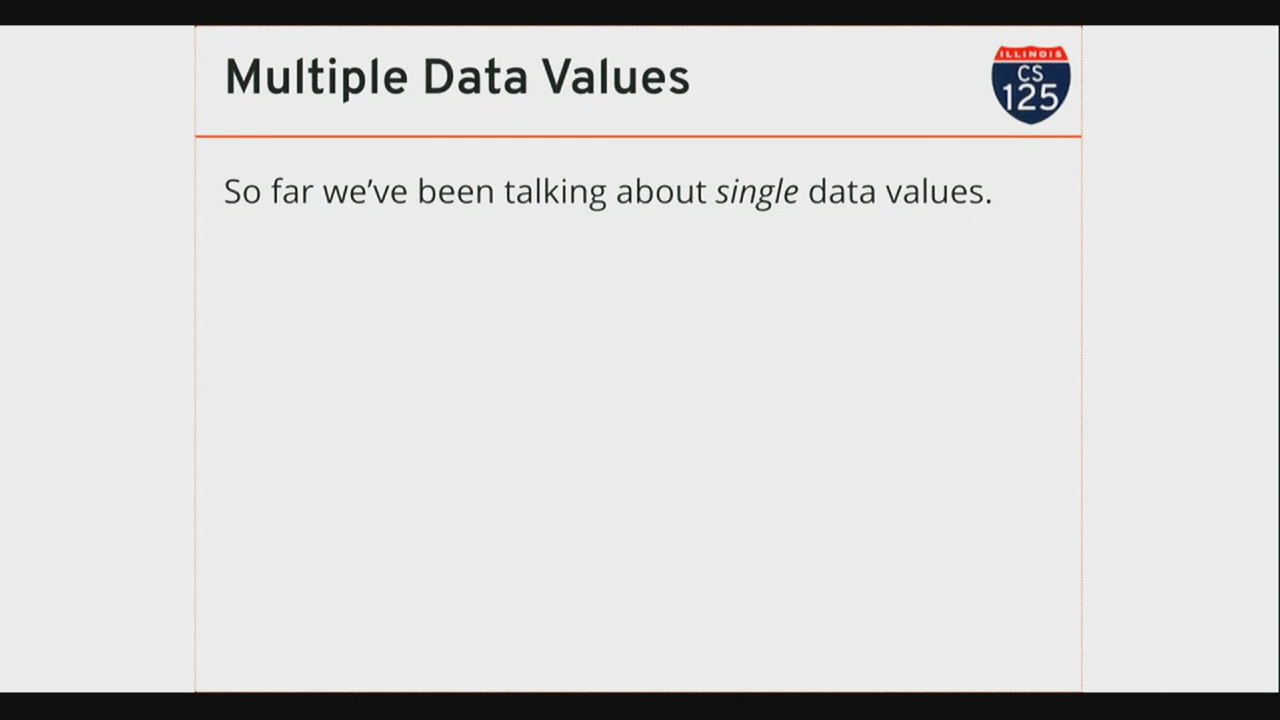 Multiple Data Values
ILLINOIS
CS
125
So far we've been talking about single data values.